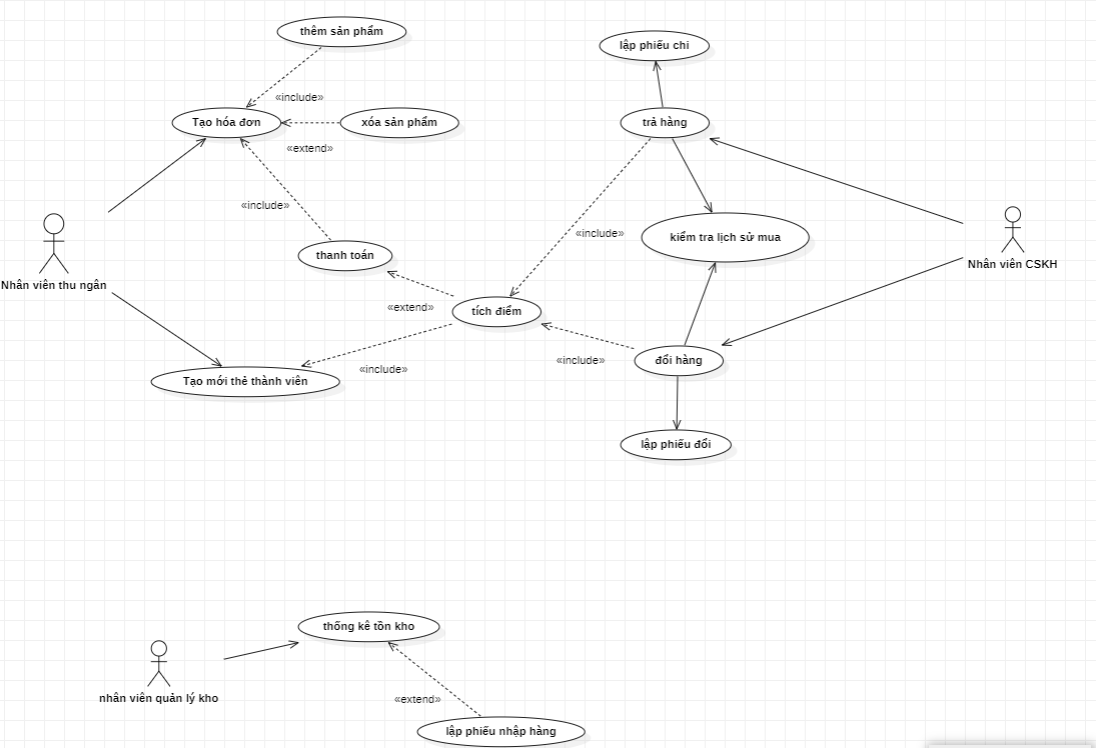 thêm sản phẩm
lập phiếu chi
«include»
Tạo hóa đơn
xóa sản phẩm
trả hàng
«extend»
«include»
«include»
kiểm tra lịch sử mua
thanh toán
Nhân viên CSKH
Nhân viên thu ngân
«extend»
tích điểm
«include»
«include»
đổi hàng
Tạo mới thẻ thành viên
lập phiếu đổi
thống kê tồn kho
nhân viên quản lý kho
«extend»
lập phiếu nhập hàng